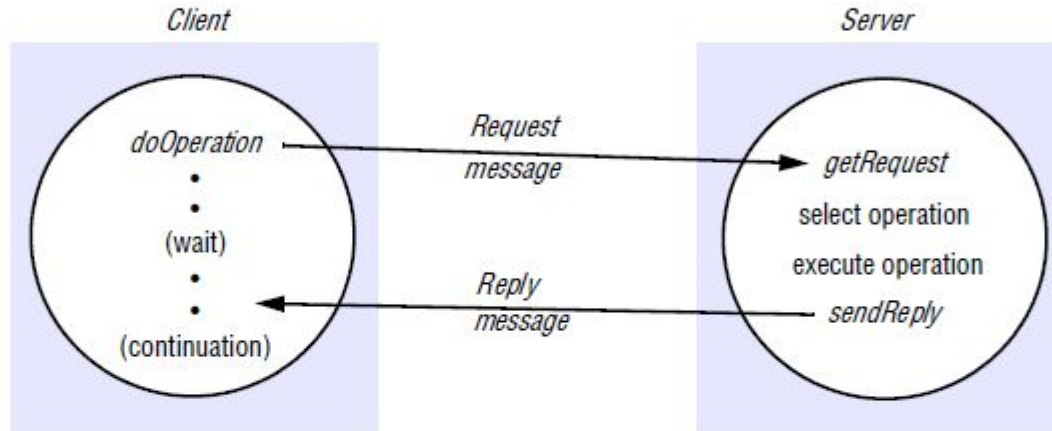 Client
Server
doOperation
•
•
(wait)
•
•
(continuation)
Request
message
Reply
message
getRequest
select operation
execute operation
sendReply